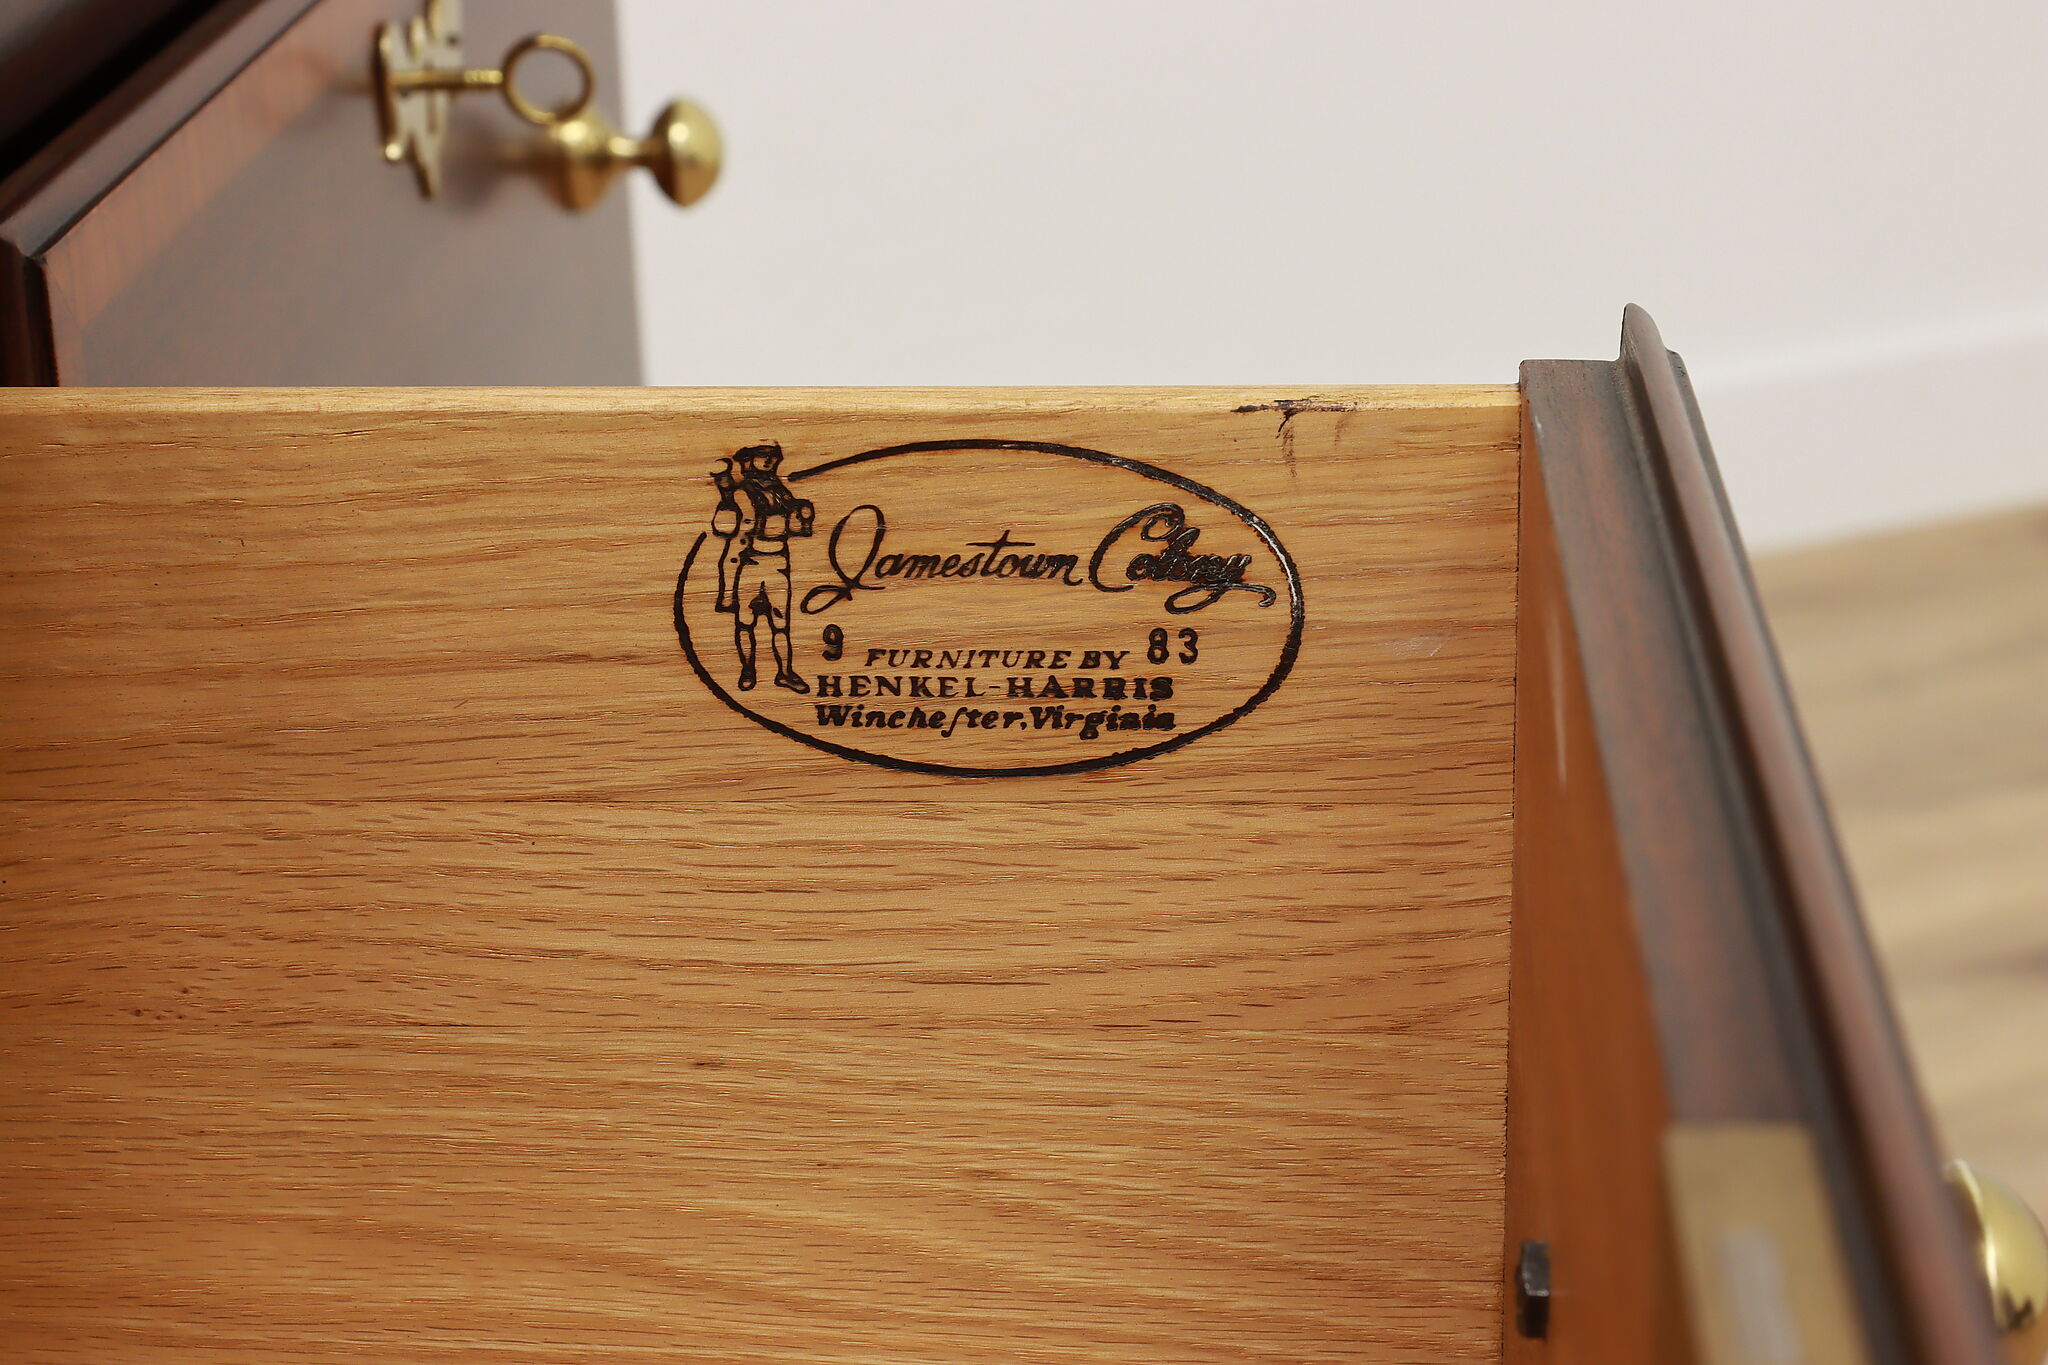 Jamestown Colony
9 83
FURNITURE BY
HENKEL-HARRIS
Wincheſter, Virginia